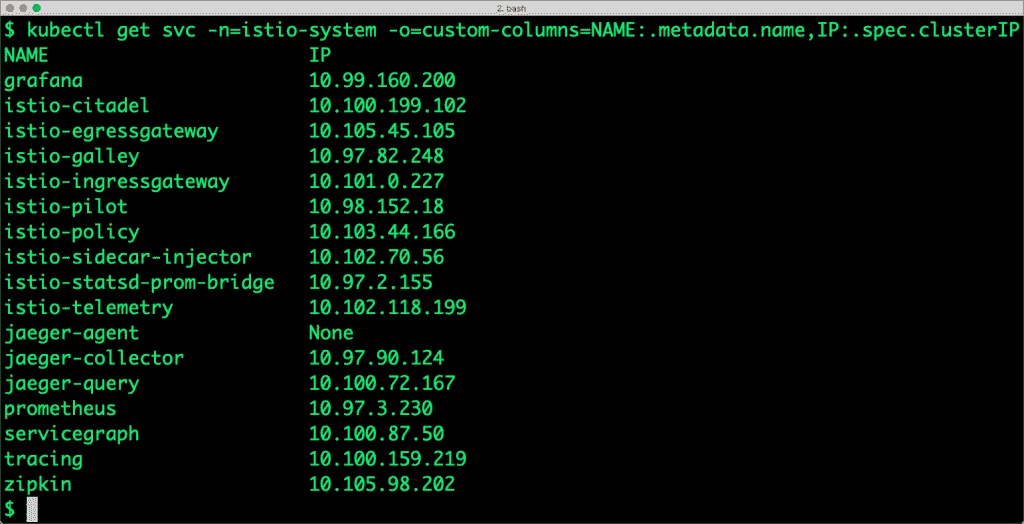 2. bash
$ kubectl get svc -n=istio-system -o=custom-columns=NAME:.metadata.name,IP:.spec.clusterIP
NAME IP
grafana 10.99.160.200
istio-citadel 10.100.199.102
istio-egressgateway 10.105.45.105
istio-galley 10.97.82.248
istio-ingressgateway 10.101.0.227
istio-pilot 10.98.152.18
istio-policy 10.103.44.166
istio-sidecar-injector 10.102.70.56
istio-statsd-prom-bridge 10.97.2.155
istio-telemetry 10.102.118.199
jaeger-agent None
jaeger-collector 10.97.90.124
jaeger-query 10.100.72.167
prometheus 10.97.3.230
servicegraph 10.100.87.50
tracing 10.100.159.219
zipkin 10.105.98.202
$